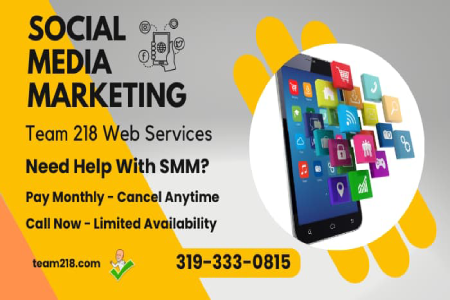 SOCIAL
MEDIA
MARKETING
Team 218 Web Services
Need Help With SMM?
Pay Monthly - Cancel Anytime
Call Now - Limited Availability
team218.com
319-333-0815